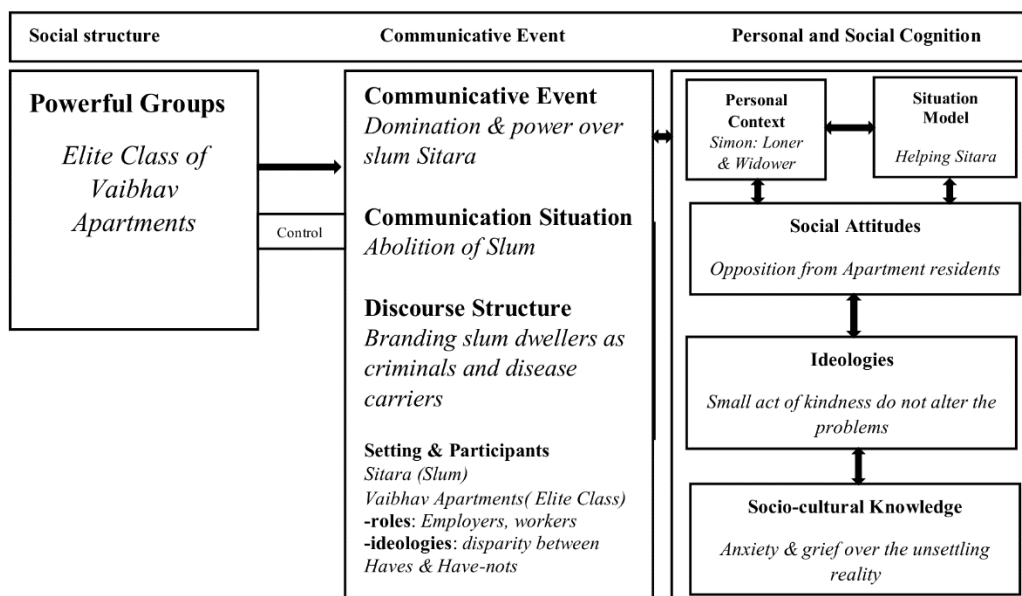 Social structure
Communicative Event
Personal and Social Cognition
Powerful Groups
Elite Class of
Vaibhav
Apartments
Control
Communicative Event
Domination & power over
slum Sitara
Communication Situation
Abolition of Slum
Discourse Structure
Branding slum dwellers as
criminals and disease
carriers
Setting & Participants
Sitara (Slum)
Vaibhav Apartments( Elite Class)
-roles: Employers, workers
-ideologies: disparity between
Haves & Have-nots
Personal
Context
Simon: Loner
& Widower
Situation
Model
Helping Sitara
Social Attitudes
Opposition from Apartment residents
Ideologies
Small act of kindness do not alter the
problems
Socio-cultural Knowledge
Anxiety & grief over the unsettling
reality